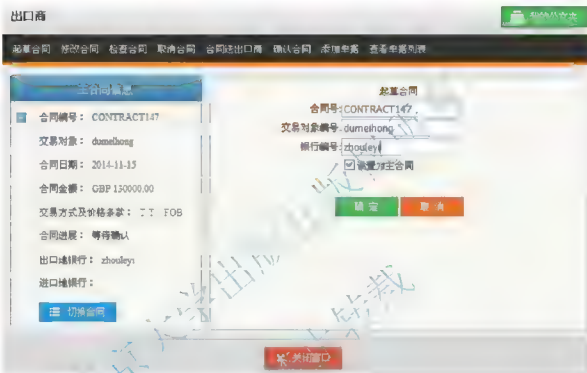 出口商
我的公文夹
起草合同 修改合同 检查合同 取消合同 合同送出口商 确认合同 添加单据 查看单据列表
主合同信息
合同编号: CONTRACT147
交易对象: dumeihong
合同日期: 2014-11-15
合同金额: GBP 130000.00
交易方式及价格条款: T T FOB
合同进展: 等待确认
出口地银行: zhouleyi
进口地银行:
切换合同
起草合同
合同号: CONTRACT147
交易对象编号: dumeihong
银行编号: zhouleyi
设置为主合同
确定 取消
关闭窗口